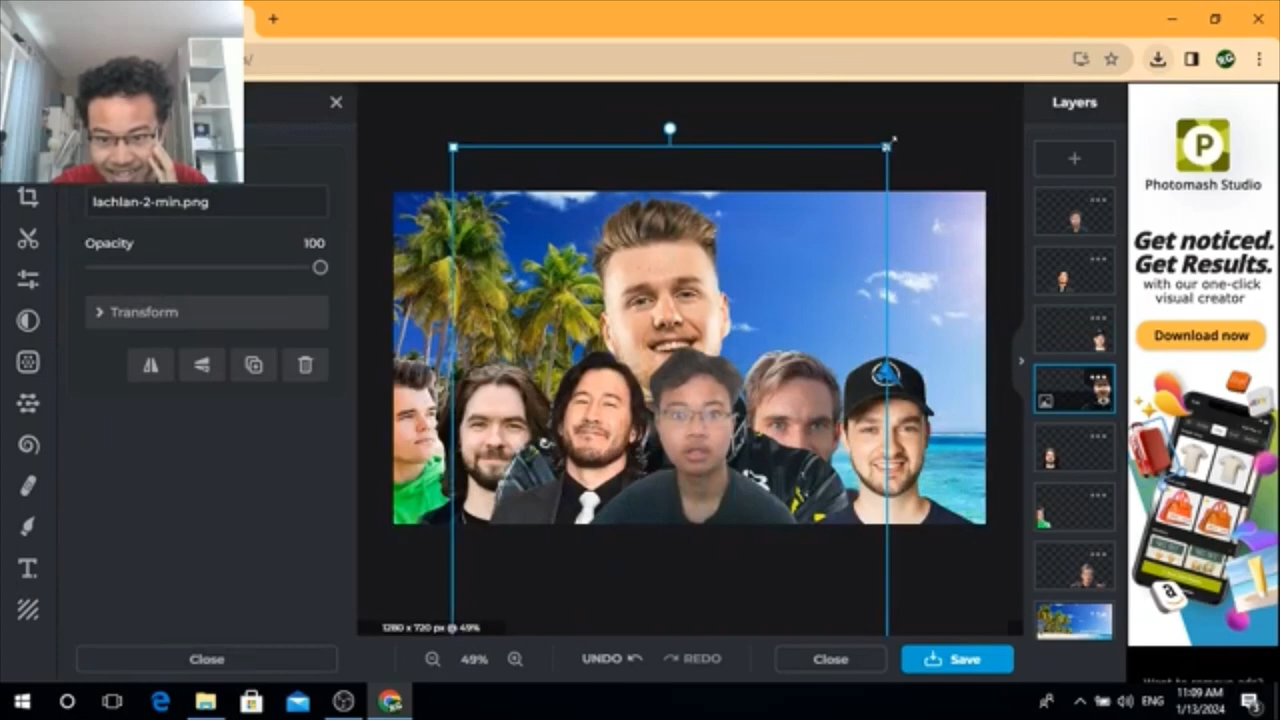 lachlan-2-min.png
Opacity 100
Transform
Close
1280 x 720 px @ 49%
49%
UNDO
REDO
Close
Save
Layers
P
Photomash Studio
Get noticed.
Get Results.
with our one-click
visual creator
Download now
RG
ENG
11:09 AM
1/13/2024